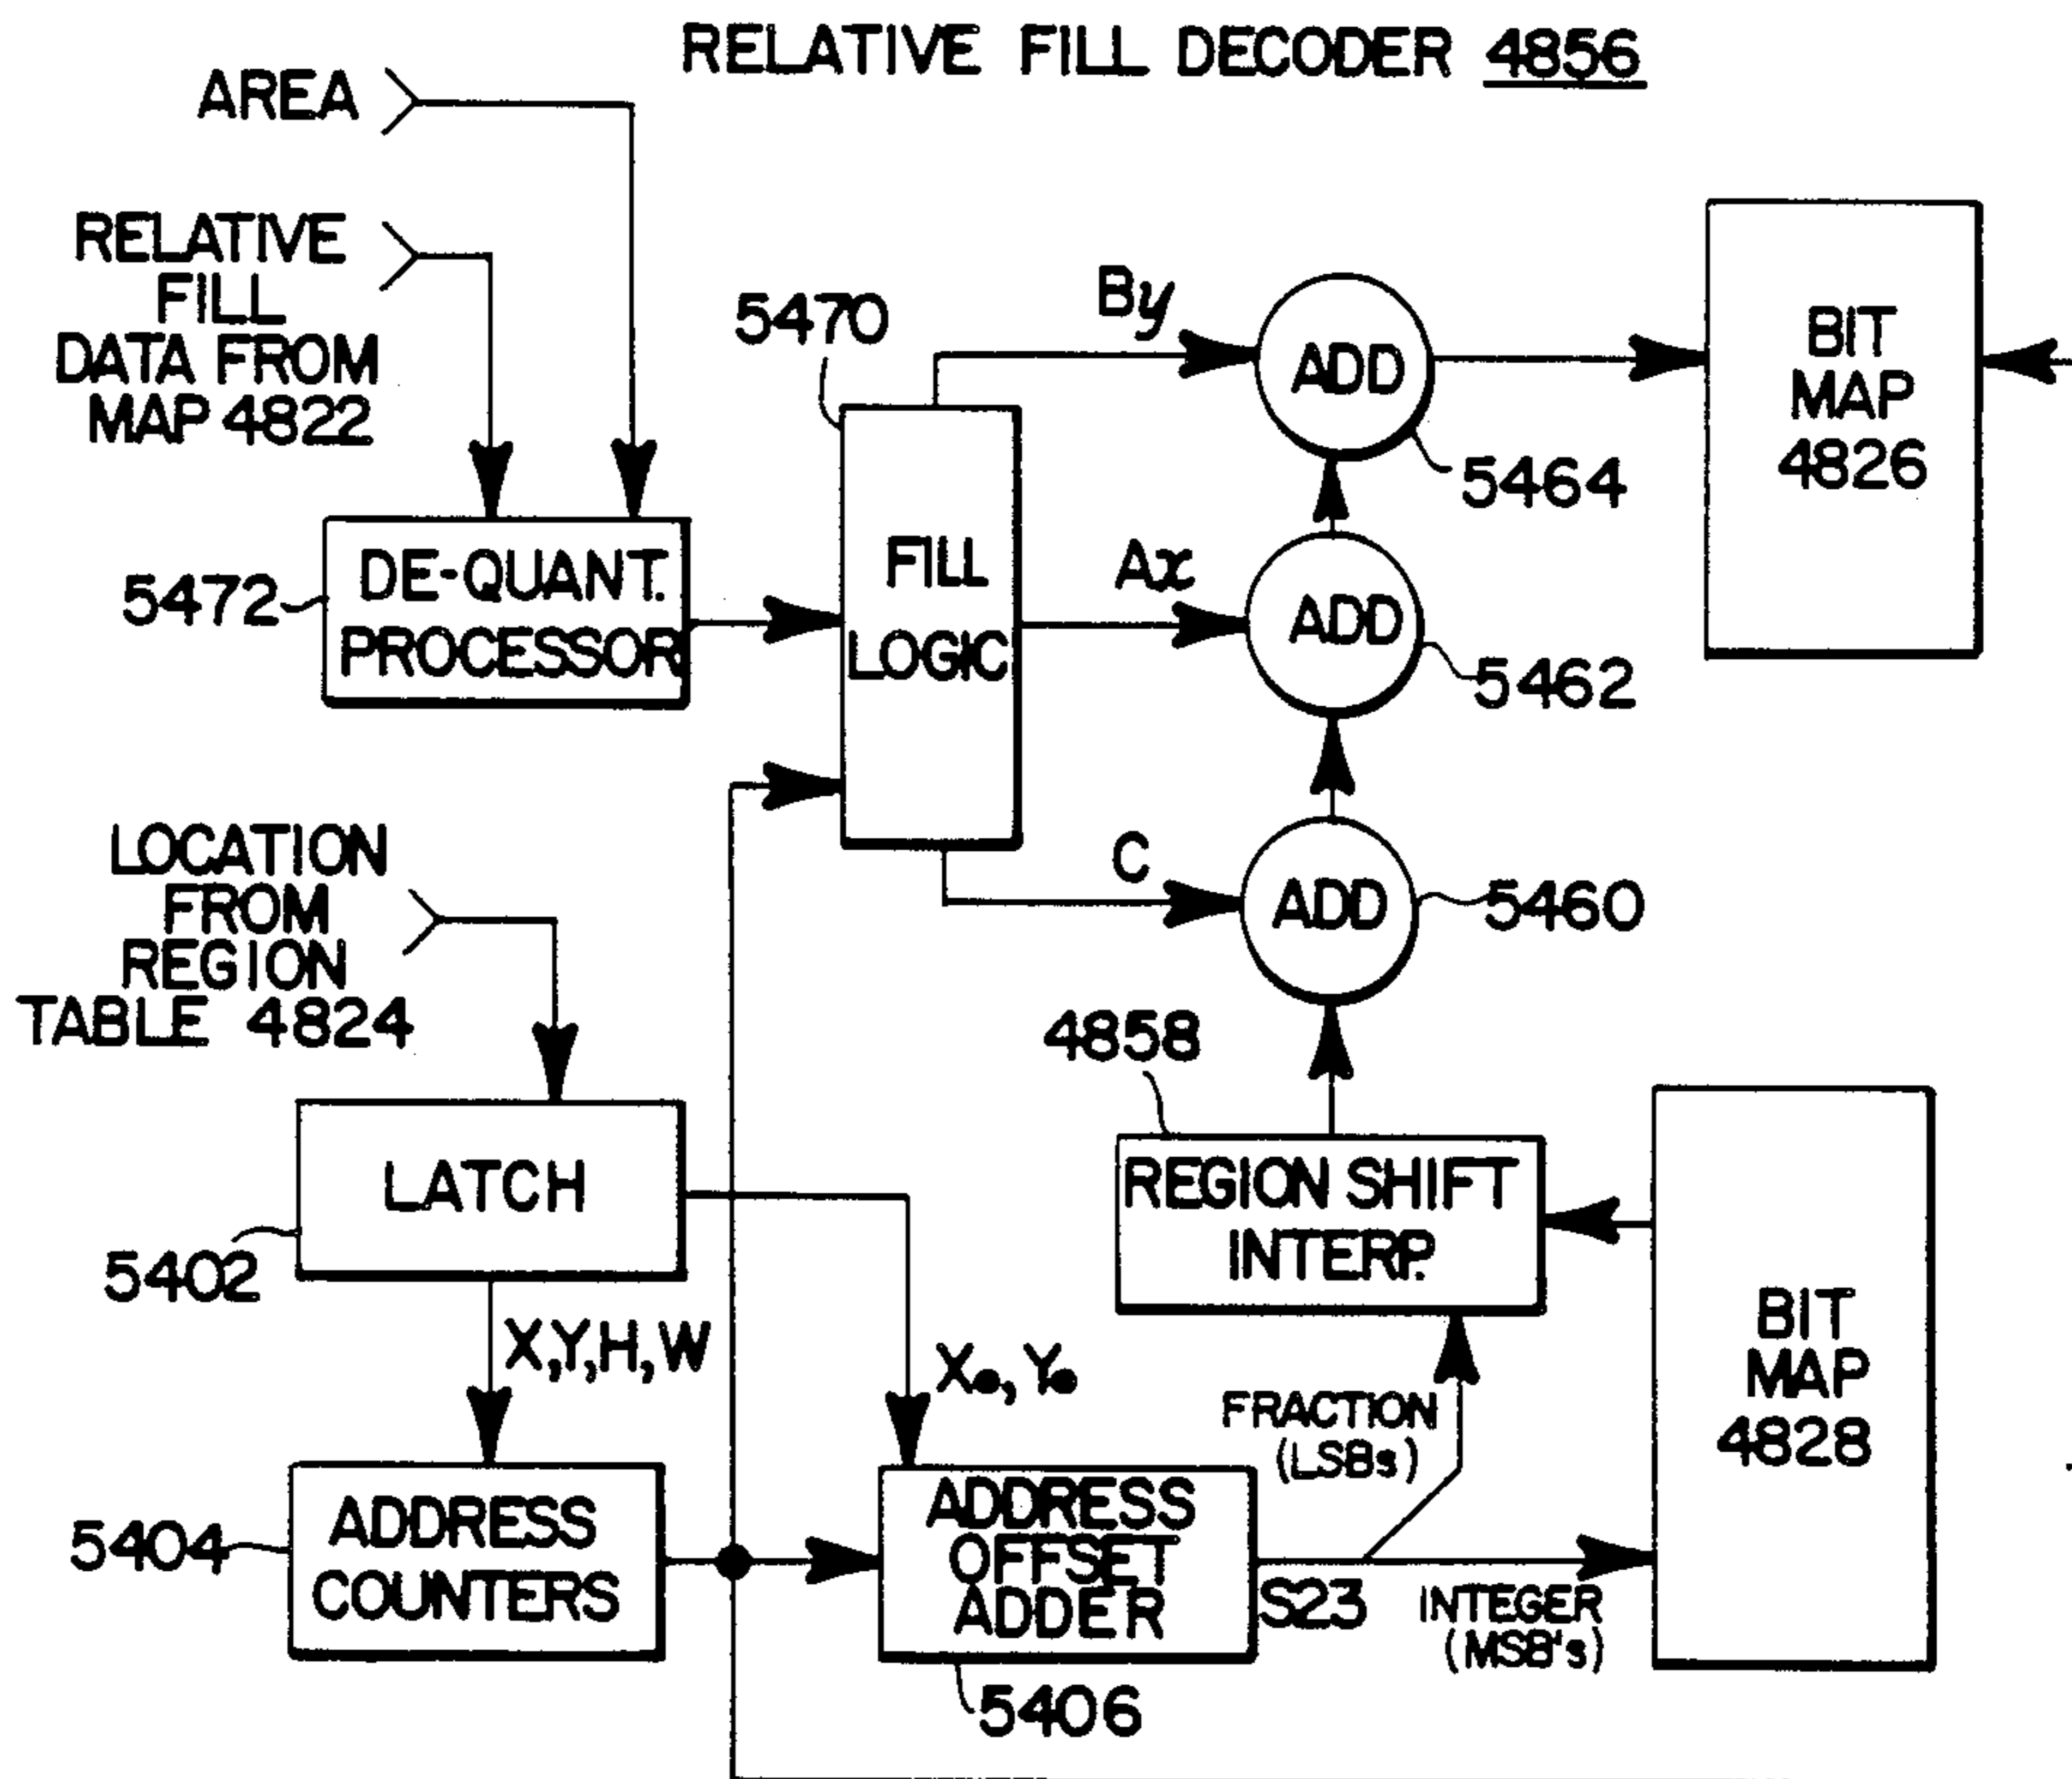 RELATIVE FILL DECODER 4856
AREA
RELATIVE
FILL
DATA FROM
MAP 4822
5470
By
ADD
5464
BIT
MAP
4826
5472
DE-QUANT.
PROCESSOR
FILL
LOGIC
Ax
ADD
5462
LOCATION
FROM
REGION
TABLE 4824
C
ADD
5460
4858
LATCH
5402
REGION SHIFT
INTERP.
X,Y,H,W
X₀, Y₀
FRACTION
(LSBs)
BIT
MAP
4828
5404
ADDRESS
COUNTERS
ADDRESS
OFFSET
ADDER
S23
INTEGER
(MSB's)
5406